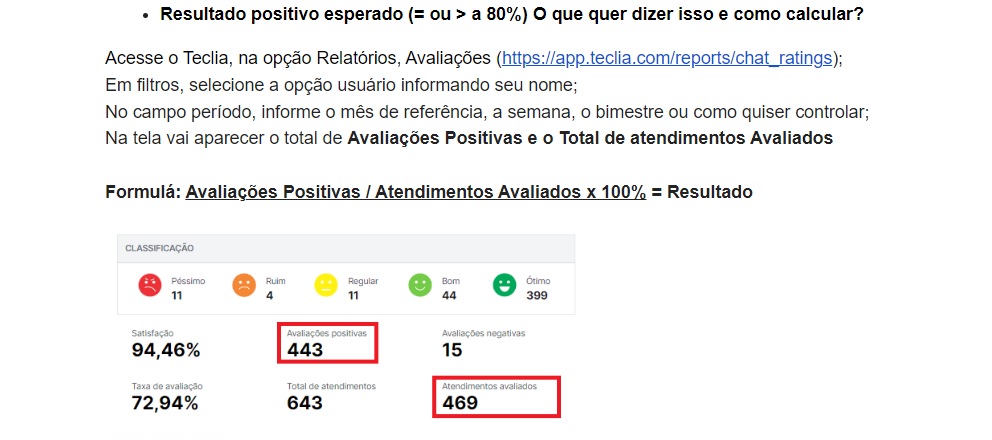 • Resultado positivo esperado (= ou > a 80%) O que quer dizer isso e como calcular?
Acesse o Teclia, na opção Relatórios, Avaliações (https://app.teclia.com/reports/chat_ratings);
Em filtros, selecione a opção usuário informando seu nome;
No campo período, informe o mês de referência, a semana, o bimestre ou como quiser controlar;
Na tela vai aparecer o total de Avaliações Positivas e o Total de atendimentos Avaliados
Formulá: Avaliações Positivas / Atendimentos Avaliados x 100% = Resultado
CLASSIFICAÇÃO
Péssimo Ruim Regular Bom Ótimo
11 4 11 44 399
Satisfação Avaliações positivas Avaliações negativas
94,46% 443 15
Taxa de avaliação Total de atendimentos Atendimentos avaliados
72,94% 643 469